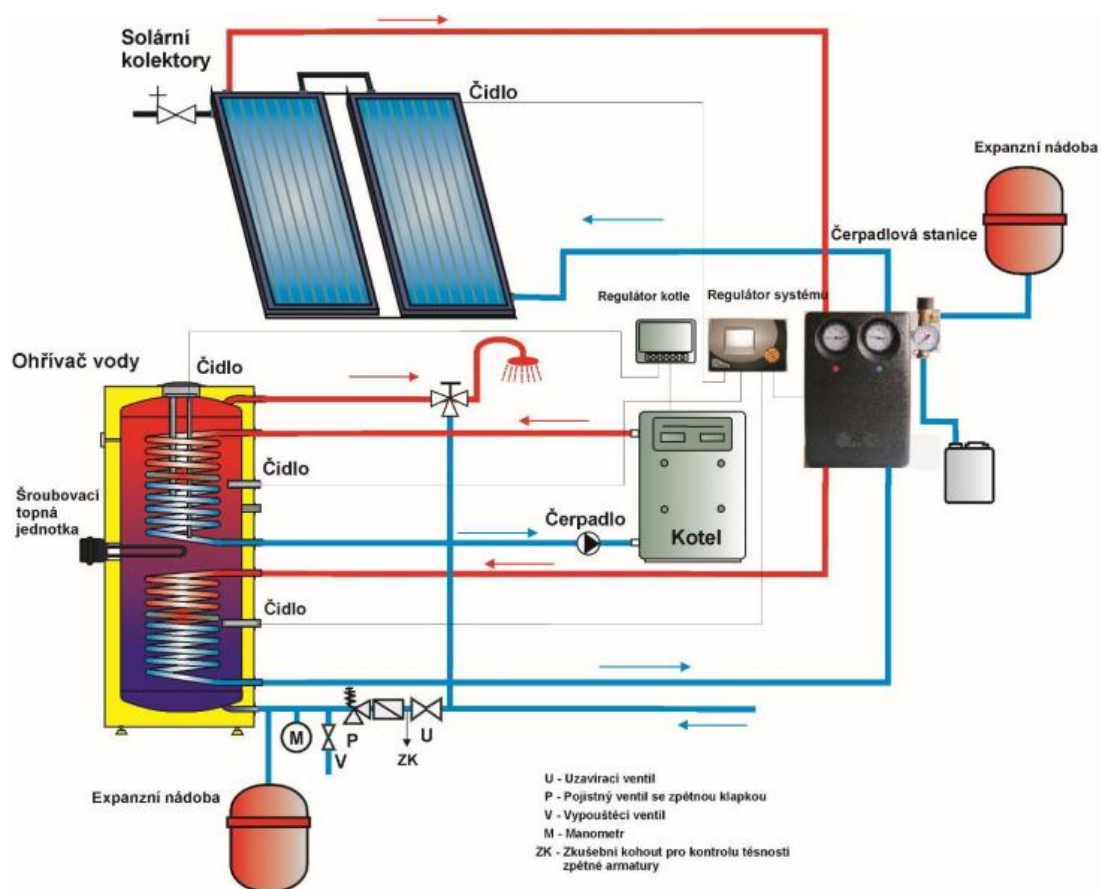 Solární
kolektory
Čidlo
Expanzní nádoba
Čerpadlová stanice
Regulátor kotle
Regulátor systému
Ohřívač vody
Čidlo
Čidlo
Šroubovací
topná
jednotka
Čerpadlo
Kotel
Čidlo
M
V
P
ZK
U
Expanzní nádoba
U - Uzavírací ventil
P - Pojistný ventil se zpětnou klapkou
V - Vypouštěcí ventil
M - Manometr
ZK - Zkušební kohout pro kontrolu těsnosti
zpětné armatury